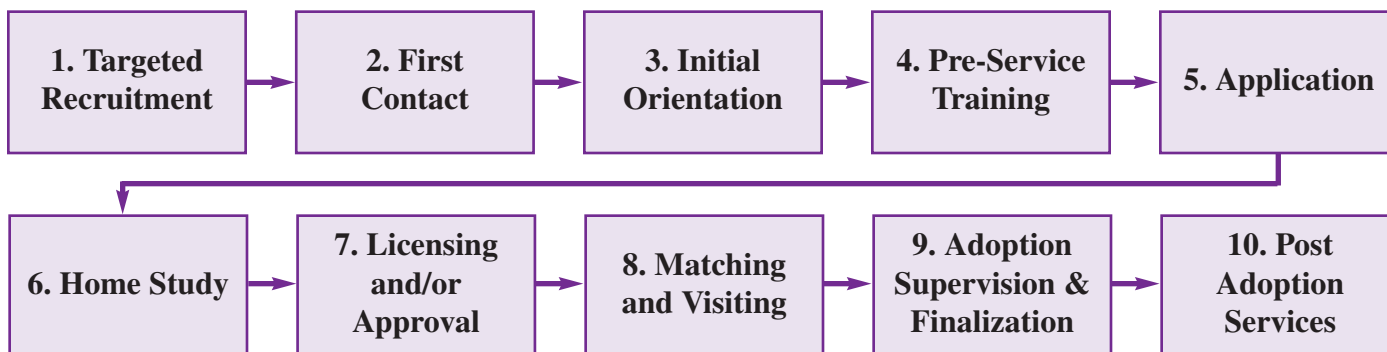 1. Targeted
Recruitment
2. First
Contact
3. Initial
Orientation
4. Pre-Service
Training
5. Application
6. Home Study
7. Licensing
and/or
Approval
8. Matching
and Visiting
9. Adoption
Supervision &
Finalization
10. Post
Adoption
Services